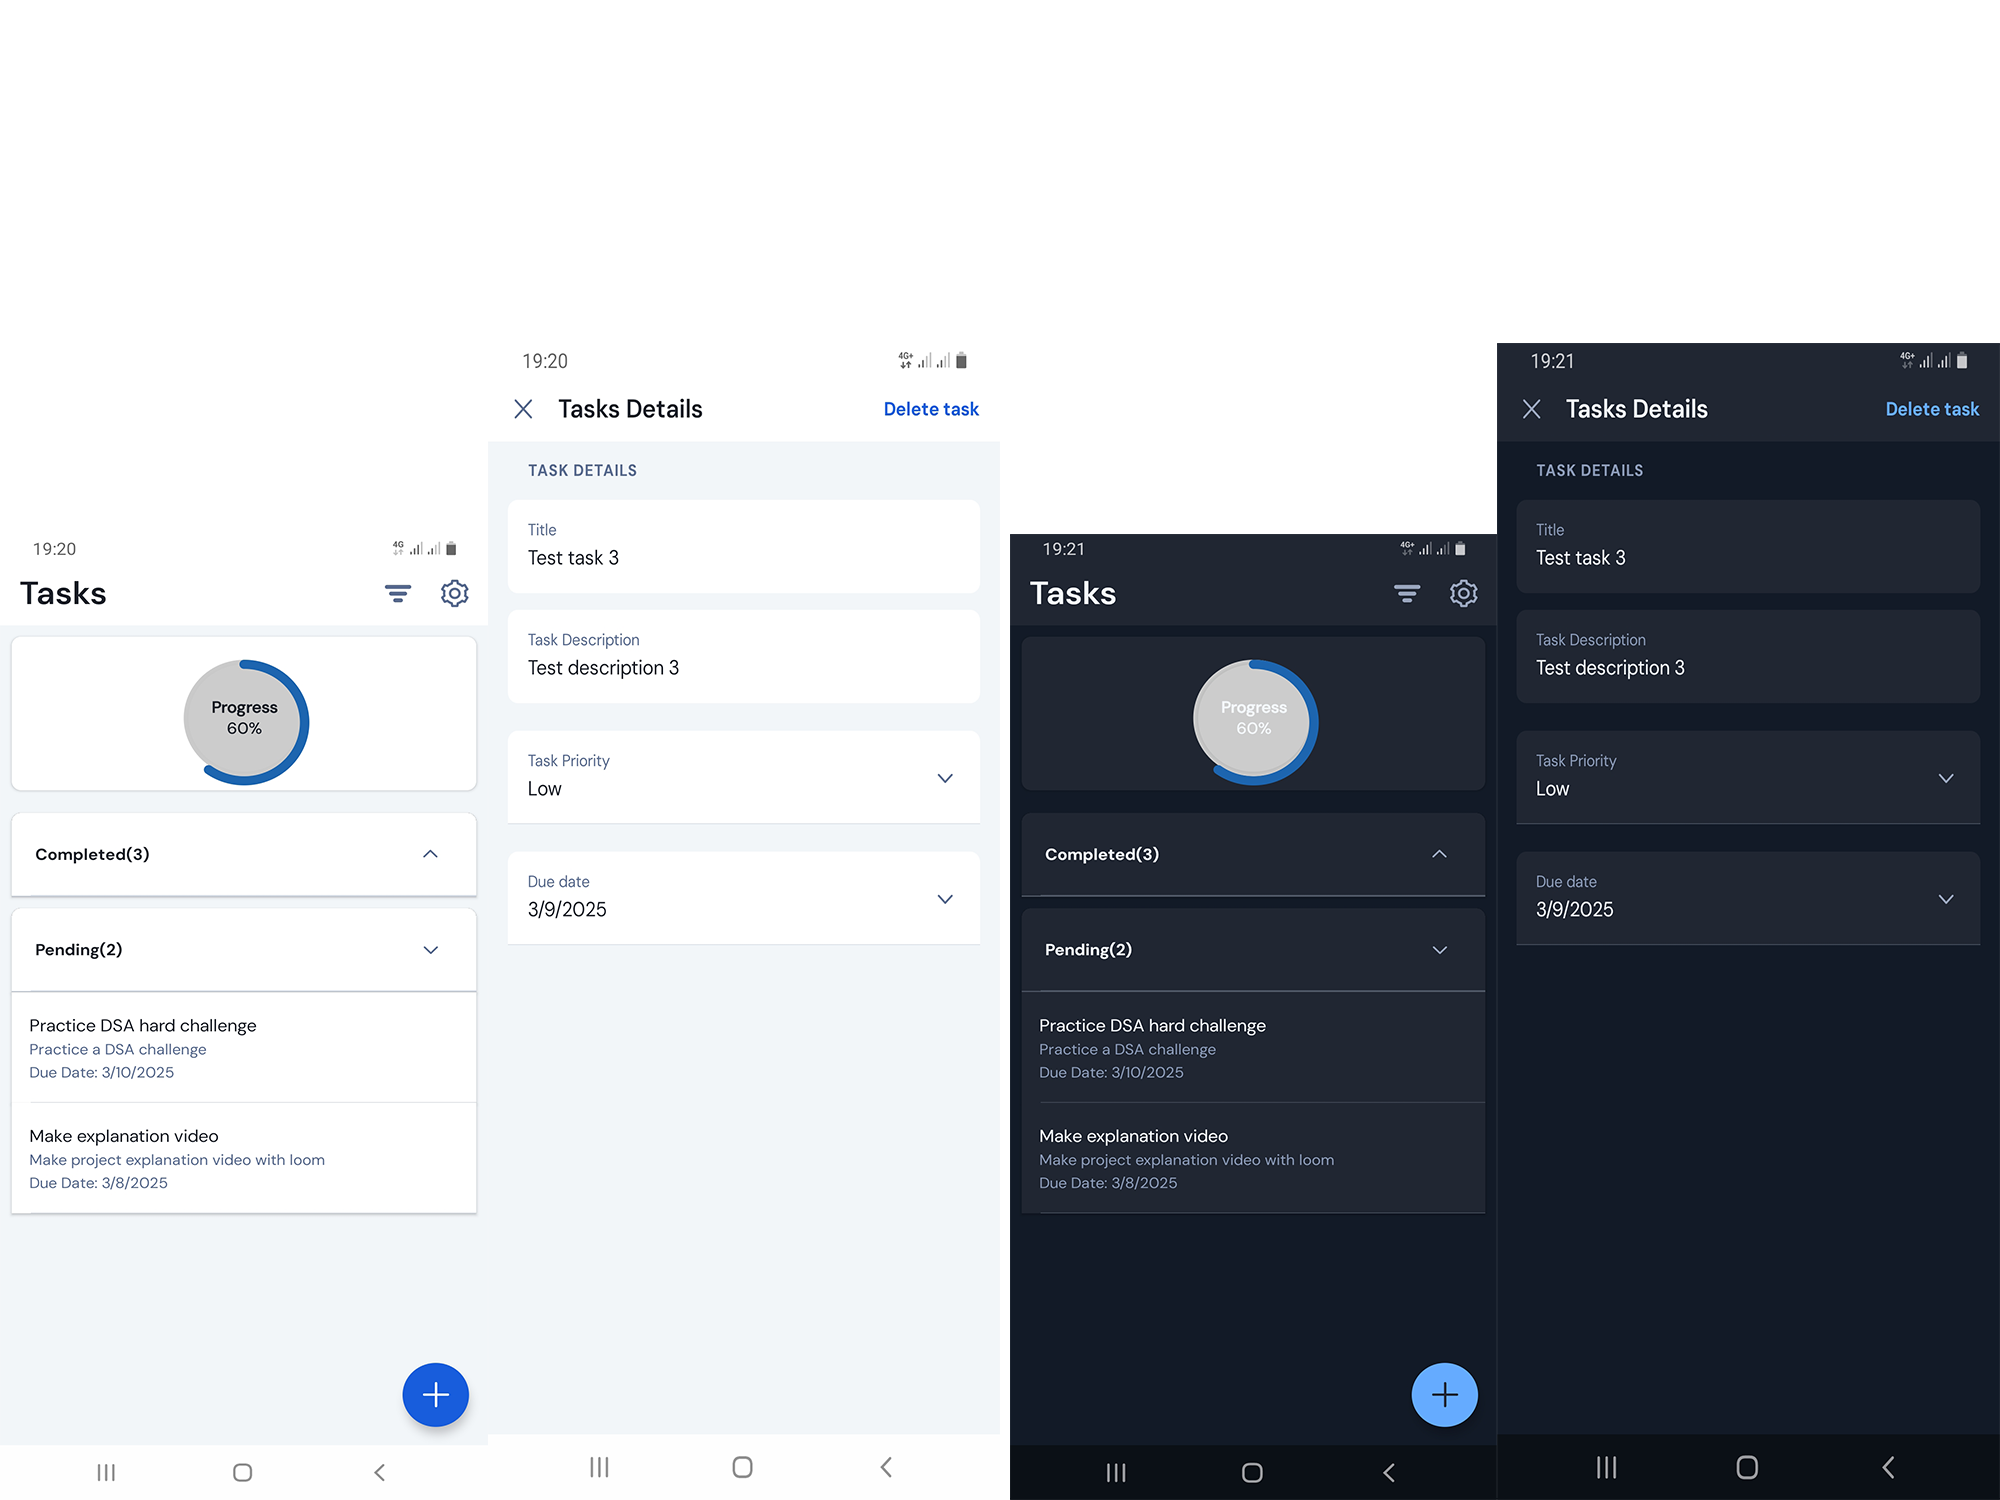 19:20
4G
Tasks
Progress
60%
Completed(3)
Pending(2)
Practice DSA hard challenge
Practice a DSA challenge
Due Date: 3/10/2025
Make explanation video
Make project explanation video with loom
Due Date: 3/8/2025
19:20
4G+
Tasks Details
Delete task
TASK DETAILS
Title
Test task 3
Task Description
Test description 3
Task Priority
Low
Due date
3/9/2025
19:21
4G+
Tasks
Progress
60%
Completed(3)
Pending(2)
Practice DSA hard challenge
Practice a DSA challenge
Due Date: 3/10/2025
Make explanation video
Make project explanation video with loom
Due Date: 3/8/2025
19:21
4G+
Tasks Details
Delete task
TASK DETAILS
Title
Test task 3
Task Description
Test description 3
Task Priority
Low
Due date
3/9/2025